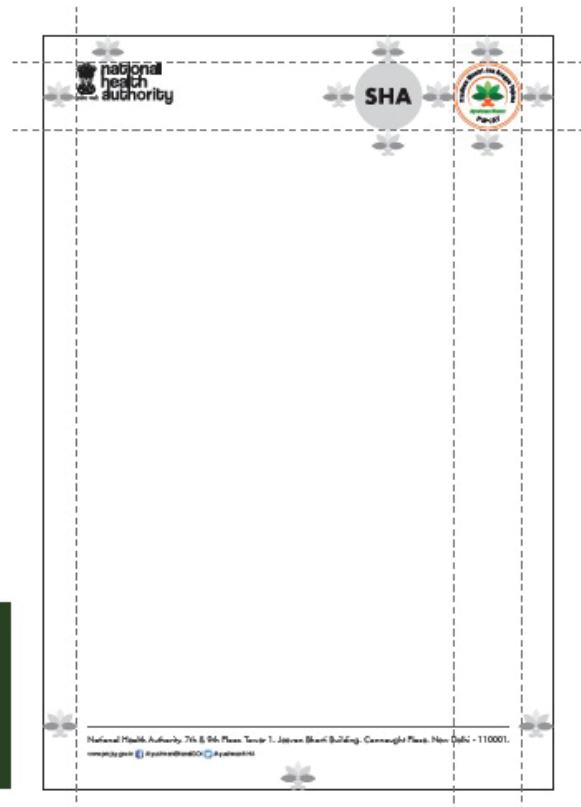 national
health
authority
SHA
PMJAY
National Health Authority, 7th & 9th Floor, Tower 1, Jeevan Bharti Building, Connaught Place, New Delhi - 110001.